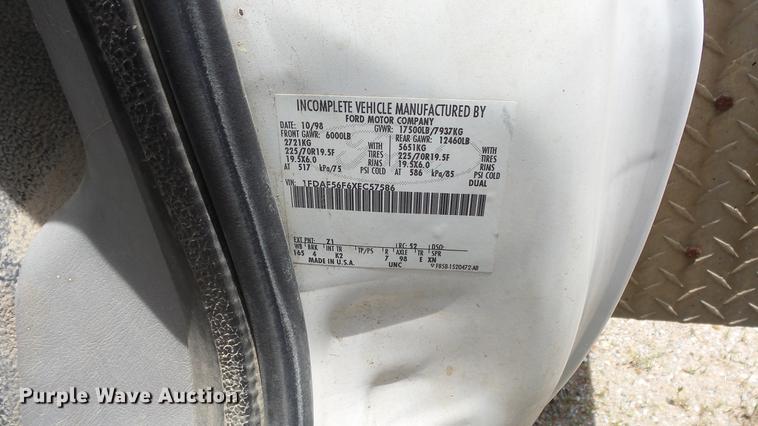 INCOMPLETE VEHICLE MANUFACTURED BY
FORD MOTOR COMPANY
DATE: 10/98 GVWR: 17500LB/7937KG
FRONT GAWR: 6000LB REAR GAWR: 12460LB
2721KG WITH 5651KG WITH
225/70R19.5F TIRES 225/70R19.5F TIRES
19.5X6.0 RIMS 19.5X6.0 RIMS
AT 517 kPa/75 PSI COLD AT 586 kPa/85 PSI COLD
DUAL
VIN: 1FDAF56F6XEC57586
EXT PNT: Z1 RC: 52 DSO:
WB BRK INT TR TP/PS R AXLE TR SPR
165 4 K2 7 98 E XN
MADE IN U.S.A. UNC F85B-1520472-AB
Purple Wave Auction